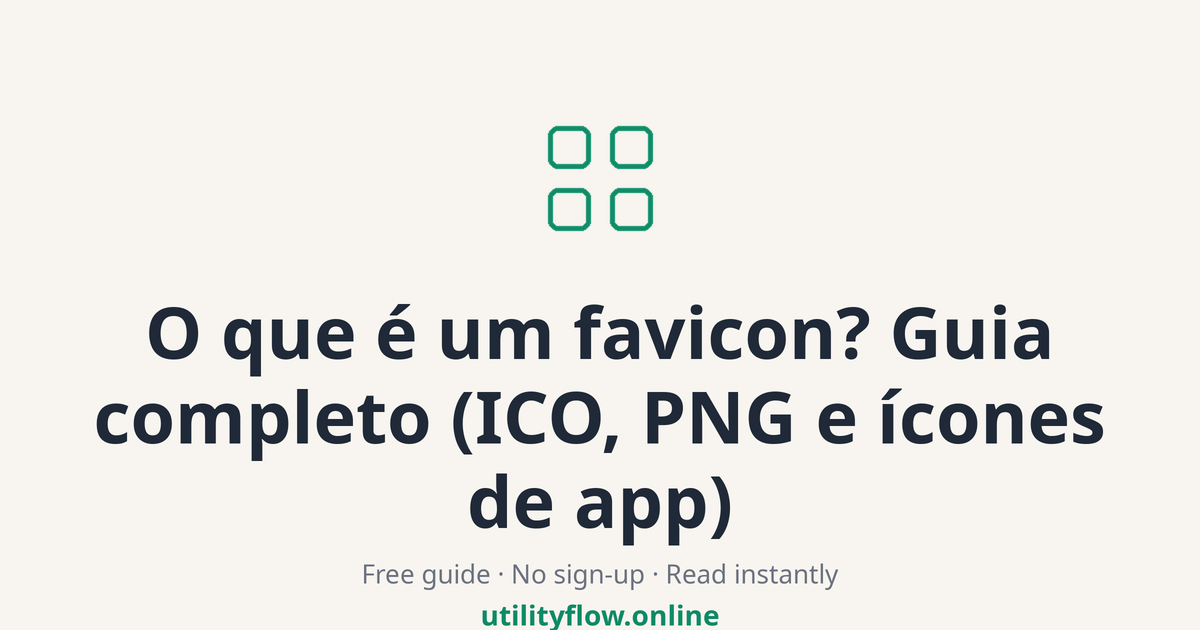 O que é um favicon? Guia
completo (ICO, PNG e ícones
de app)
Free guide · No sign-up · Read instantly
utilityflow.online